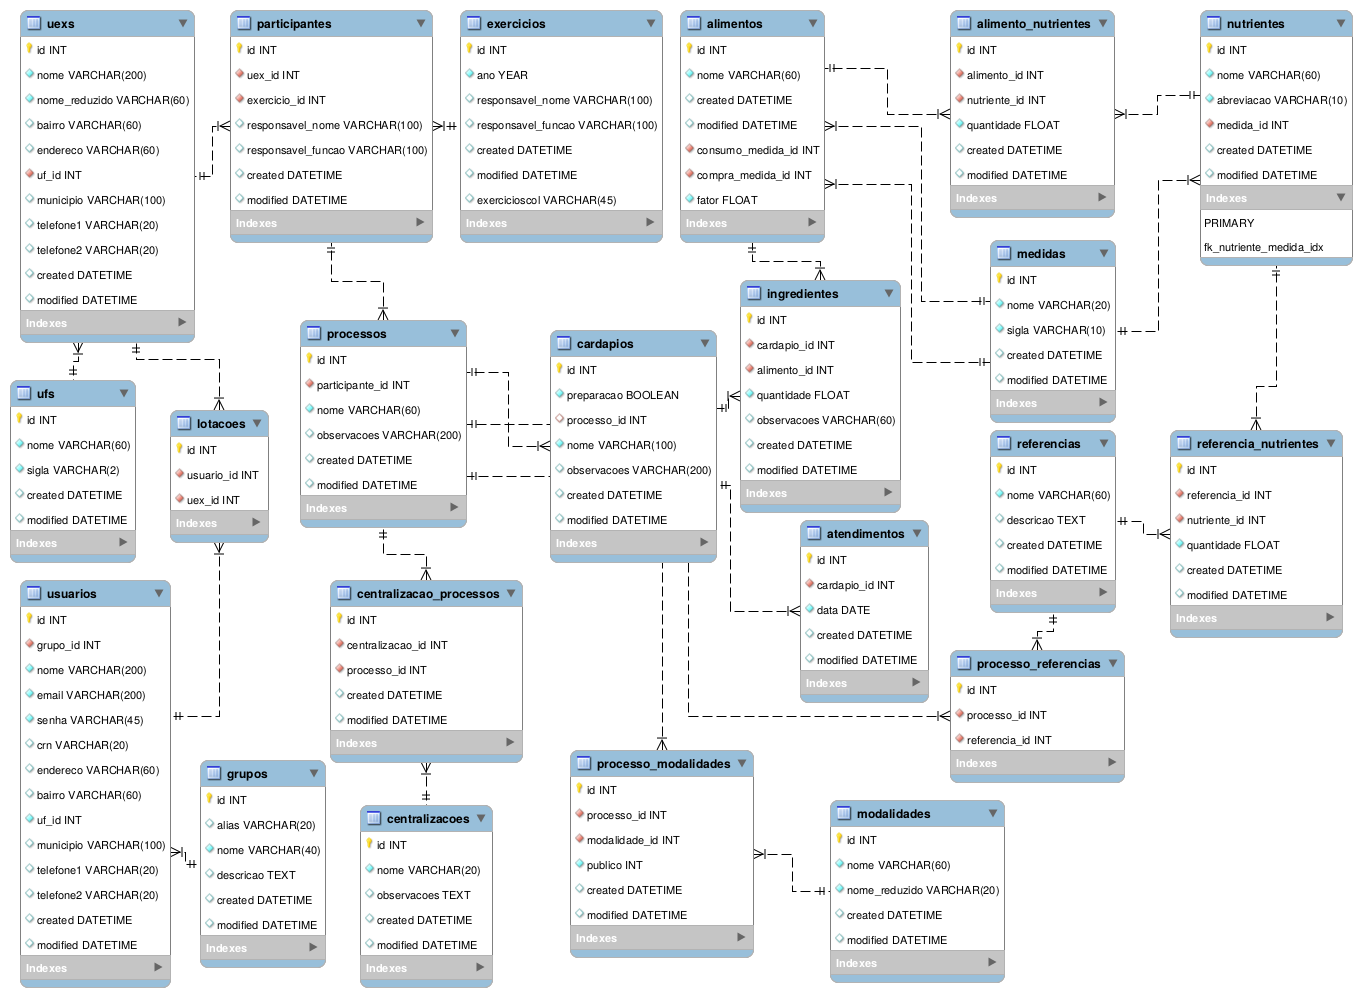 uexs
id INT
nome VARCHAR(200)
nome_reduzido VARCHAR(60)
bairro VARCHAR(60)
endereco VARCHAR(60)
uf_id INT
municipio VARCHAR(100)
telefone1 VARCHAR(20)
telefone2 VARCHAR(20)
created DATETIME
modified DATETIME
Indexes
participantes
id INT
uex_id INT
exercicio_id INT
responsavel_nome VARCHAR(100)
responsavel_funcao VARCHAR(100)
created DATETIME
modified DATETIME
Indexes
exercicios
id INT
ano YEAR
responsavel_nome VARCHAR(100)
responsavel_funcao VARCHAR(100)
created DATETIME
modified DATETIME
exercicioscol VARCHAR(45)
Indexes
alimentos
id INT
nome VARCHAR(60)
created DATETIME
modified DATETIME
consumo_medida_id INT
compra_medida_id INT
fator FLOAT
Indexes
alimento_nutrientes
id INT
alimento_id INT
nutriente_id INT
quantidade FLOAT
created DATETIME
modified DATETIME
Indexes
nutrientes
id INT
nome VARCHAR(60)
abreviacao VARCHAR(10)
medida_id INT
created DATETIME
modified DATETIME
Indexes
PRIMARY
fk_nutriente_medida_idx
medidas
id INT
nome VARCHAR(20)
sigla VARCHAR(10)
created DATETIME
modified DATETIME
Indexes
ingredientes
id INT
cardapio_id INT
alimento_id INT
quantidade FLOAT
observacoes VARCHAR(60)
created DATETIME
modified DATETIME
Indexes
processos
id INT
participante_id INT
nome VARCHAR(60)
observacoes VARCHAR(200)
created DATETIME
modified DATETIME
Indexes
cardapios
id INT
preparacao BOOLEAN
processo_id INT
nome VARCHAR(100)
observacoes VARCHAR(200)
created DATETIME
modified DATETIME
Indexes
ufs
id INT
nome VARCHAR(60)
sigla VARCHAR(2)
created DATETIME
modified DATETIME
Indexes
lotacoes
id INT
usuario_id INT
uex_id INT
Indexes
referencias
id INT
nome VARCHAR(60)
descricao TEXT
created DATETIME
modified DATETIME
Indexes
referencia_nutrientes
id INT
referencia_id INT
nutriente_id INT
quantidade FLOAT
created DATETIME
modified DATETIME
Indexes
atendimentos
id INT
cardapio_id INT
data DATE
created DATETIME
modified DATETIME
Indexes
usuarios
id INT
grupo_id INT
nome VARCHAR(200)
email VARCHAR(200)
senha VARCHAR(45)
crn VARCHAR(20)
endereco VARCHAR(60)
bairro VARCHAR(60)
uf_id INT
municipio VARCHAR(100)
telefone1 VARCHAR(20)
telefone2 VARCHAR(20)
created DATETIME
modified DATETIME
Indexes
centralizacao_processos
id INT
centralizacao_id INT
processo_id INT
created DATETIME
modified DATETIME
Indexes
processo_referencias
id INT
processo_id INT
referencia_id INT
Indexes
grupos
id INT
alias VARCHAR(20)
nome VARCHAR(40)
descricao TEXT
created DATETIME
modified DATETIME
Indexes
centralizacoes
id INT
nome VARCHAR(20)
observacoes TEXT
created DATETIME
modified DATETIME
Indexes
processo_modalidades
id INT
processo_id INT
modalidade_id INT
publico INT
created DATETIME
modified DATETIME
Indexes
modalidades
id INT
nome VARCHAR(60)
nome_reduzido VARCHAR(20)
created DATETIME
modified DATETIME
Indexes